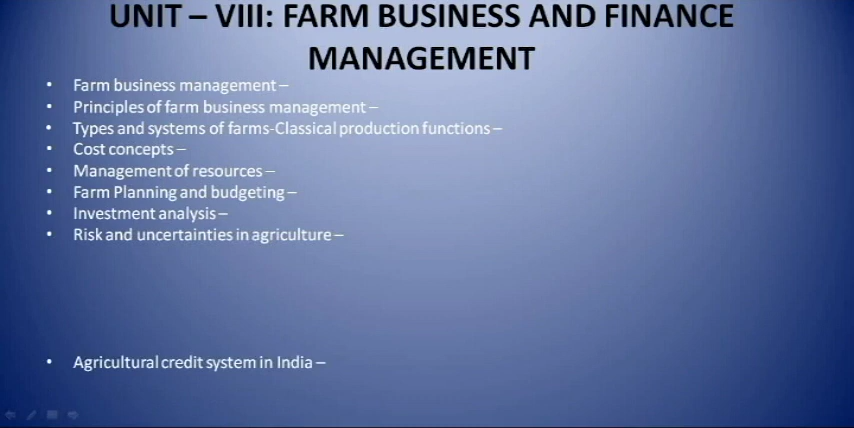 UNIT – VIII: FARM BUSINESS AND FINANCE
MANAGEMENT
• Farm business management –
• Principles of farm business management –
• Types and systems of farms-Classical production functions –
• Cost concepts –
• Management of resources –
• Farm Planning and budgeting –
• Investment analysis –
• Risk and uncertainties in agriculture –
• Agricultural credit system in India –